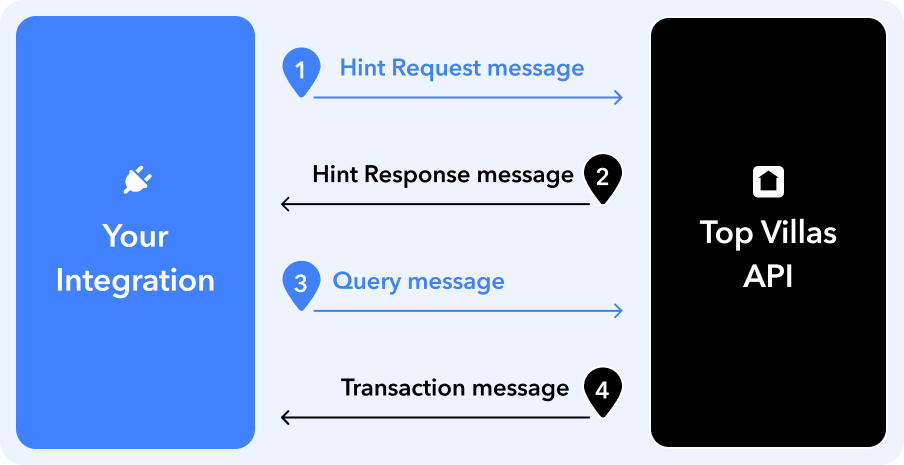 Your
Integration
1
Hint Request message
Hint Response message
2
3
Query message
Transaction message
4
Top Villas
API